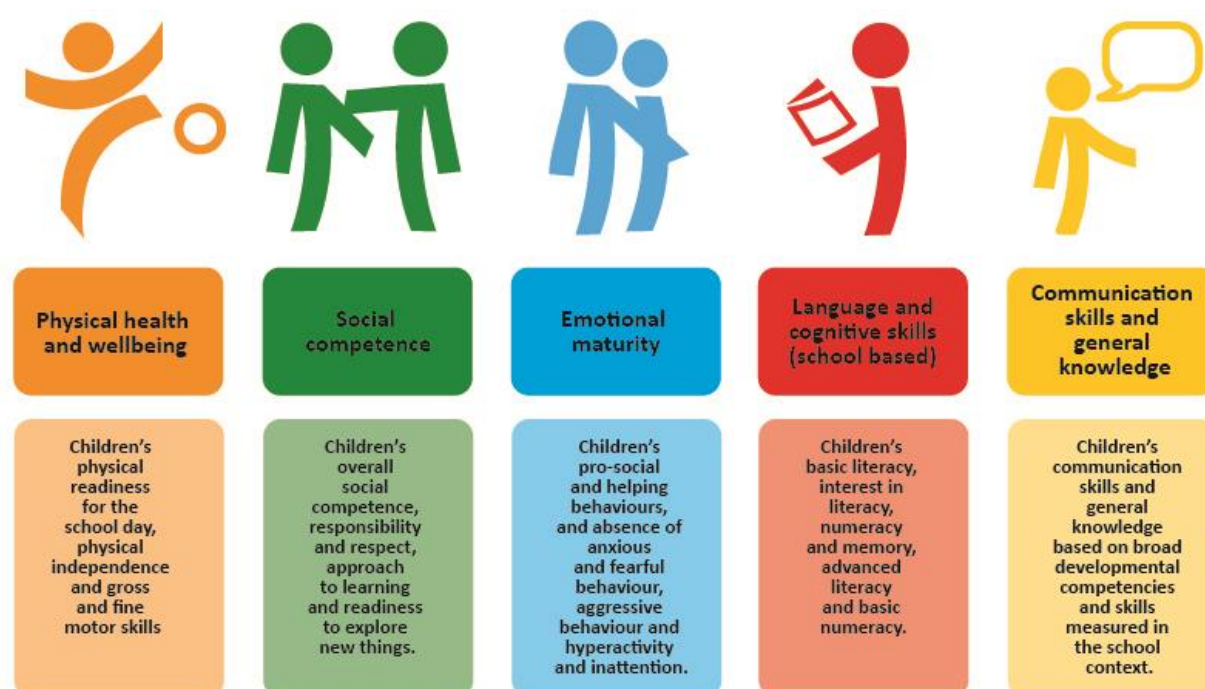 Physical health
and wellbeing
Social
competence
Emotional
maturity
Language and
cognitive skills
(school based)
Communication
skills and
general
knowledge
Children’s
physical
readiness
for the
school day,
physical
independence
and gross
and fine
motor skills
Children’s
overall
social
competence,
responsibility
and respect,
approach
to learning
and readiness
to explore
new things.
Children’s
pro-social
and helping
behaviours,
and absence of
anxious
and fearful
behaviour,
aggressive
behaviour and
hyperactivity
and inattention.
Children’s
basic literacy,
interest in
literacy,
numeracy
and memory,
advanced
literacy
and basic
numeracy.
Children’s
communication
skills and
general
knowledge
based on broad
developmental
competencies
and skills
measured in
the school
context.